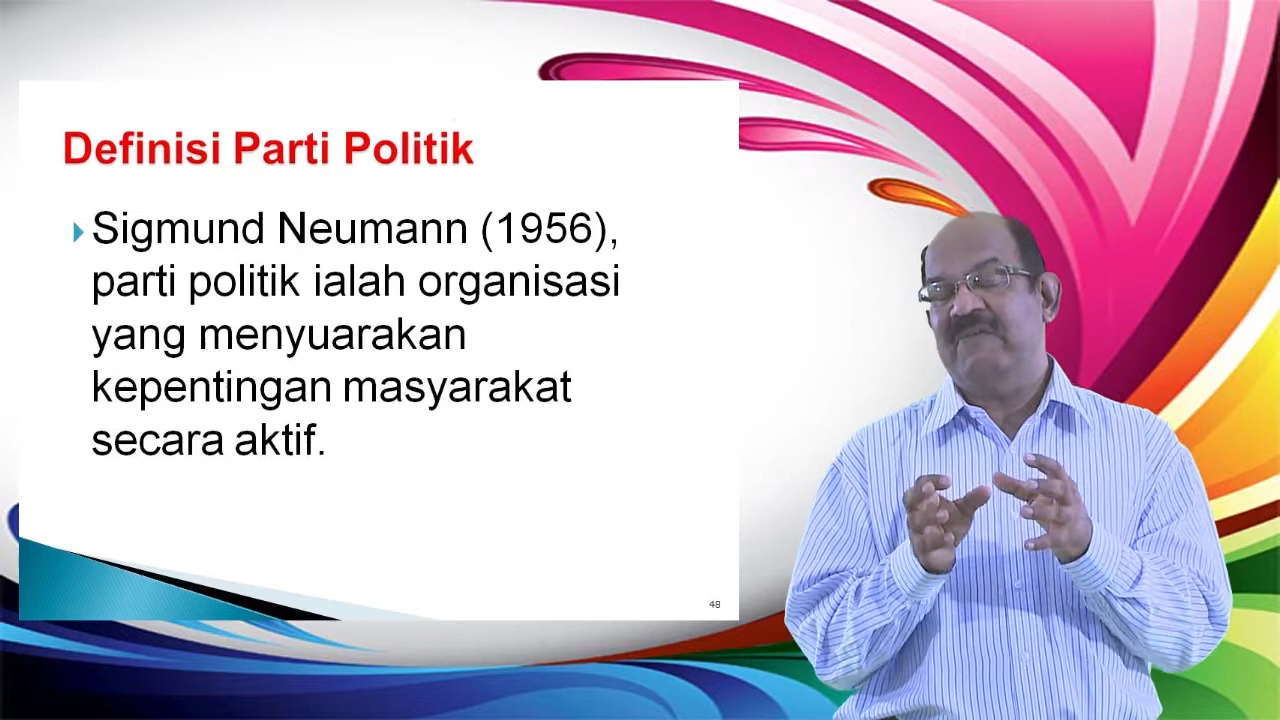 Definisi Parti Politik
Sigmund Neumann (1956),
parti politik ialah organisasi
yang menyuarakan
kepentingan masyarakat
secara aktif.
48